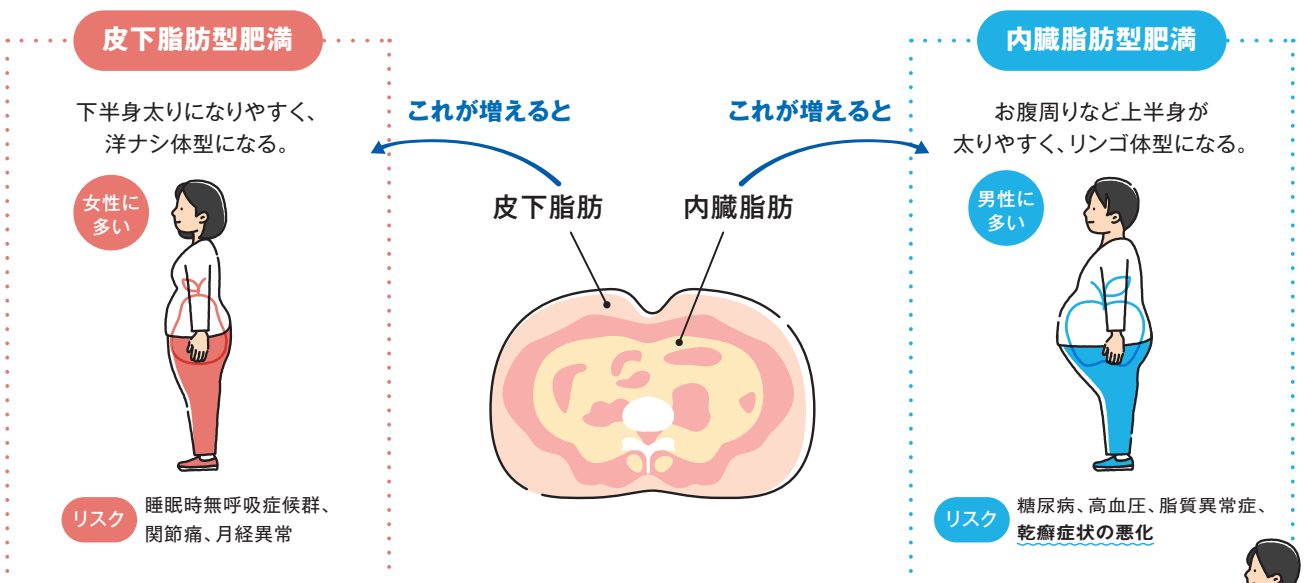 皮下脂肪型肥満
下半身太りになりやすく、
洋ナシ体型になる。
女性に
多い
リスク
睡眠時無呼吸症候群、
関節痛、月経異常
これが増えると
これが増えると
皮下脂肪
内臓脂肪
内臓脂肪型肥満
お腹周りなど上半身が
太りやすく、リンゴ体型になる。
男性に
多い
リスク
糖尿病、高血圧、脂質異常症、
乾癬症状の悪化